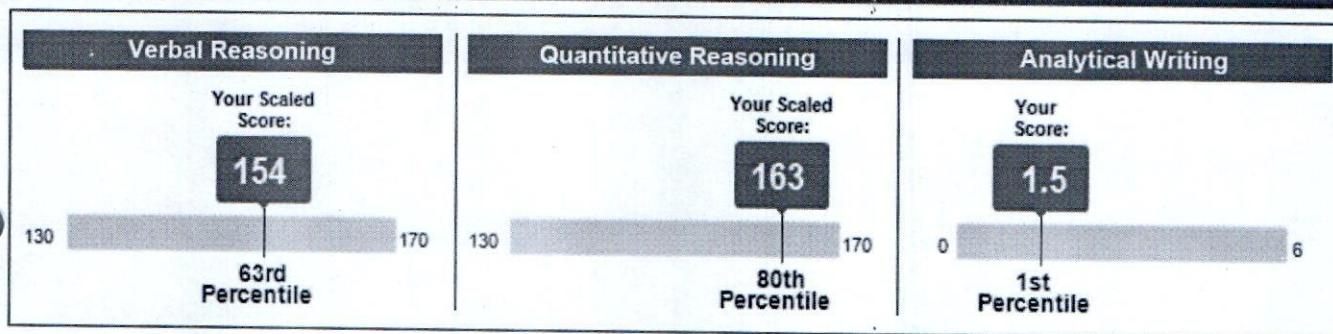 Verbal Reasoning
Your Scaled
Score:
154
130
170
63rd
Percentile
Quantitative Reasoning
Your Scaled
Score:
163
130
170
80th
Percentile
Analytical Writing
Your
Score:
1.5
0
6
1st
Percentile